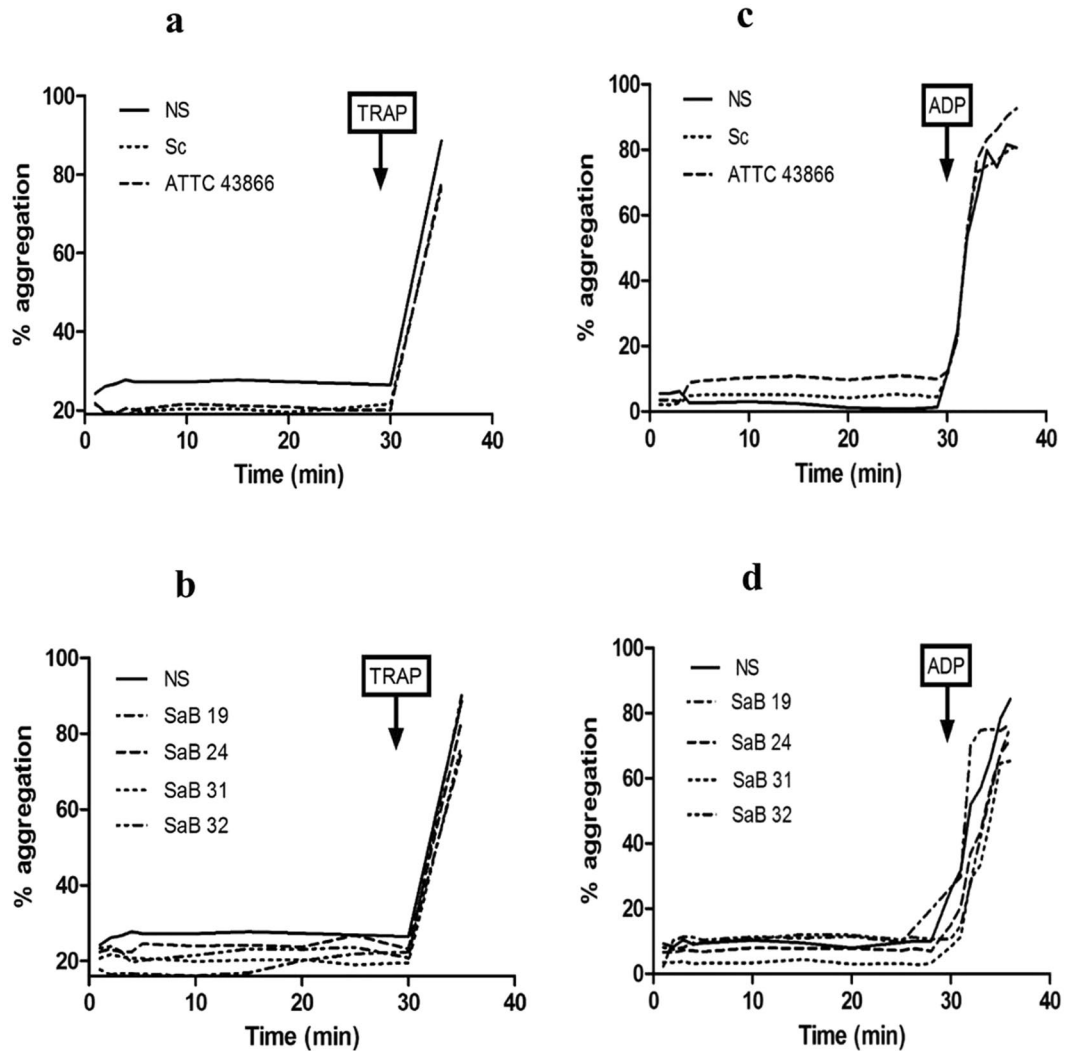 a
100
80
60
40
20
% aggregation
NS
Sc
ATTC 43866
TRAP
0 10 20 30 40
Time (min)
c
100
80
60
40
20
0
% aggregation
NS
Sc
ATTC 43866
ADP
0 10 20 30 40
Time (min)
b
100
80
60
40
20
% aggregation
NS
SaB 19
SaB 24
SaB 31
SaB 32
TRAP
0 10 20 30 40
Time (min)
d
100
80
60
40
20
0
% aggregation
NS
SaB 19
SaB 24
SaB 31
SaB 32
ADP
0 10 20 30 40
Time (min)